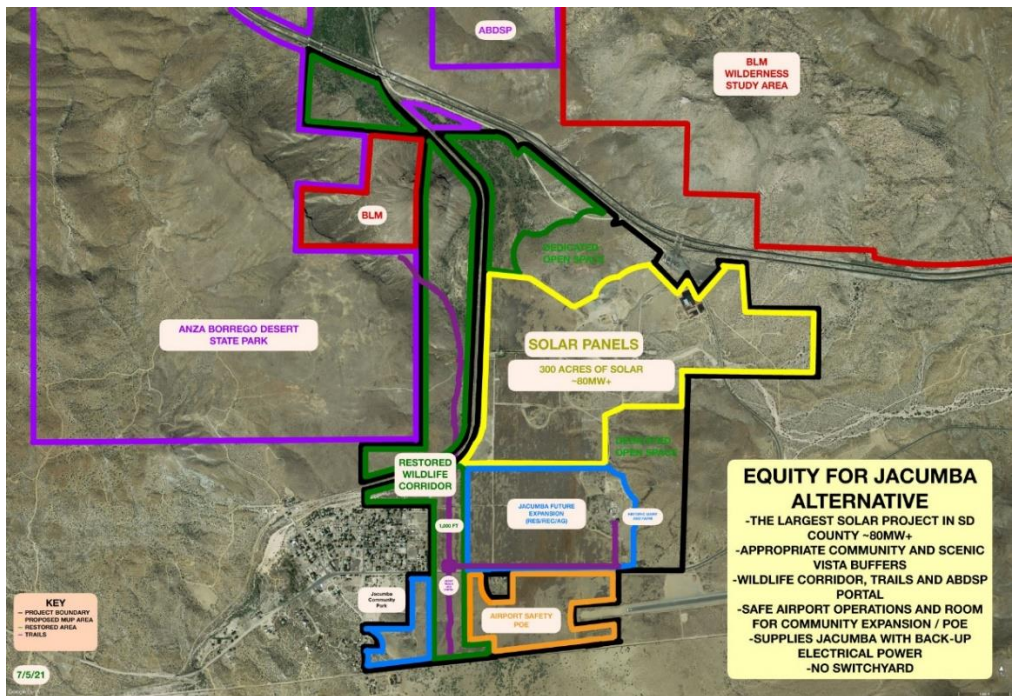 ABDSP
BLM
WILDERNESS
STUDY AREA
BLM
DEDICATED
OPEN SPACE
ANZA BORREGO DESERT
STATE PARK
SOLAR PANELS
300 ACRES OF SOLAR
~80MW+
DEDICATED
OPEN SPACE
RESTORED
WILDLIFE
CORRIDOR
JACUMBA FUTURE
EXPANSION
(RES/REC/AG)
1,000 FT
Jacumba
Community
Park
AIRPORT SAFETY
POE
EQUITY FOR JACUMBA
ALTERNATIVE
-THE LARGEST SOLAR PROJECT IN SD
COUNTY ~80MW+
-APPROPRIATE COMMUNITY AND SCENIC
VISTA BUFFERS
-WILDLIFE CORRIDOR, TRAILS AND ABDSP
PORTAL
-SAFE AIRPORT OPERATIONS AND ROOM
FOR COMMUNITY EXPANSION / POE
-SUPPLIES JACUMBA WITH BACK-UP
ELECTRICAL POWER
-NO SWITCHYARD
KEY
— PROJECT BOUNDARY
PROPOSED MUP AREA
— RESTORED AREA
— TRAILS
7/5/21